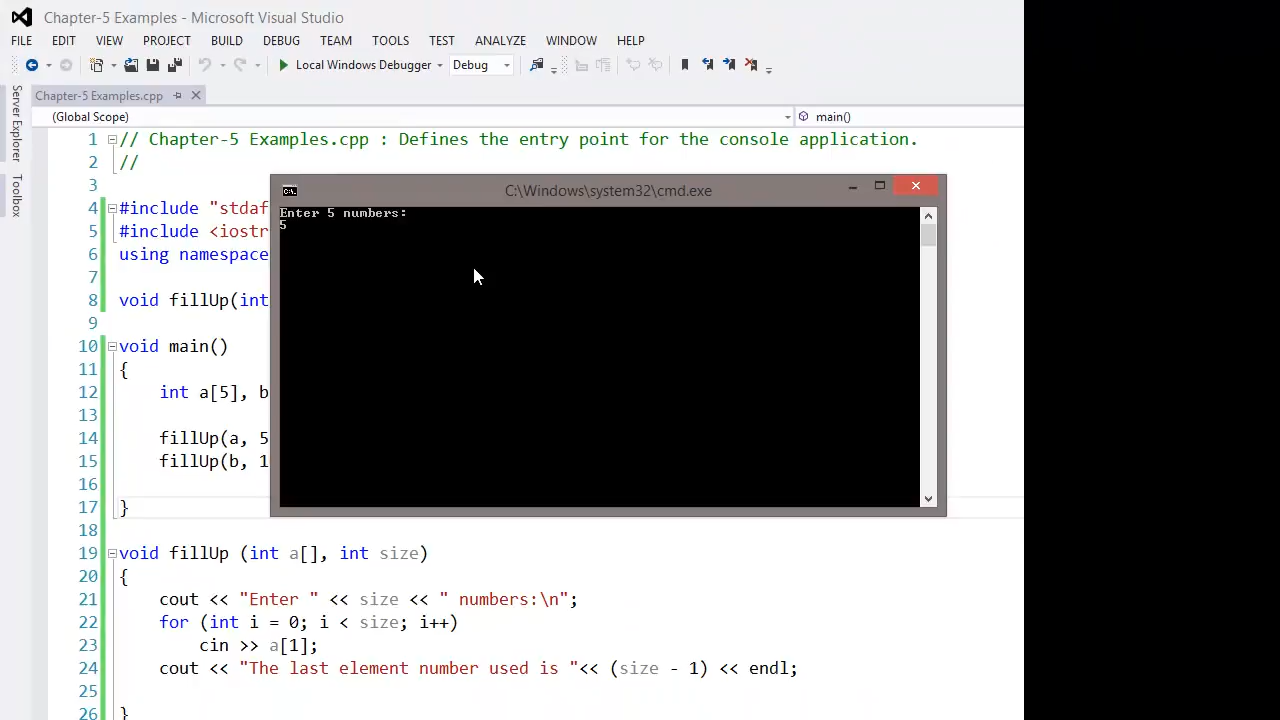 Chapter-5 Examples - Microsoft Visual Studio
FILE EDIT VIEW PROJECT BUILD DEBUG TEAM TOOLS TEST ANALYZE WINDOW HELP
Local Windows Debugger Debug
Chapter-5 Examples.cpp
(Global Scope) main()
Server Explorer
Toolbox
1 // Chapter-5 Examples.cpp : Defines the entry point for the console application.
2 //
3
4 #include "stdaf
5 #include <iostr
6 using namespace
7
8 void fillUp(int
9
10 void main()
11 {
12 int a[5], b
13
14 fillUp(a, 5
15 fillUp(b, 1
16
17 }
18
19 void fillUp (int a[], int size)
20 {
21 cout << "Enter " << size << " numbers:\n";
22 for (int i = 0; i < size; i++)
23 cin >> a[1];
24 cout << "The last element number used is "<< (size - 1) << endl;
25
26 }
C:\Windows\system32\cmd.exe
Enter 5 numbers:
5